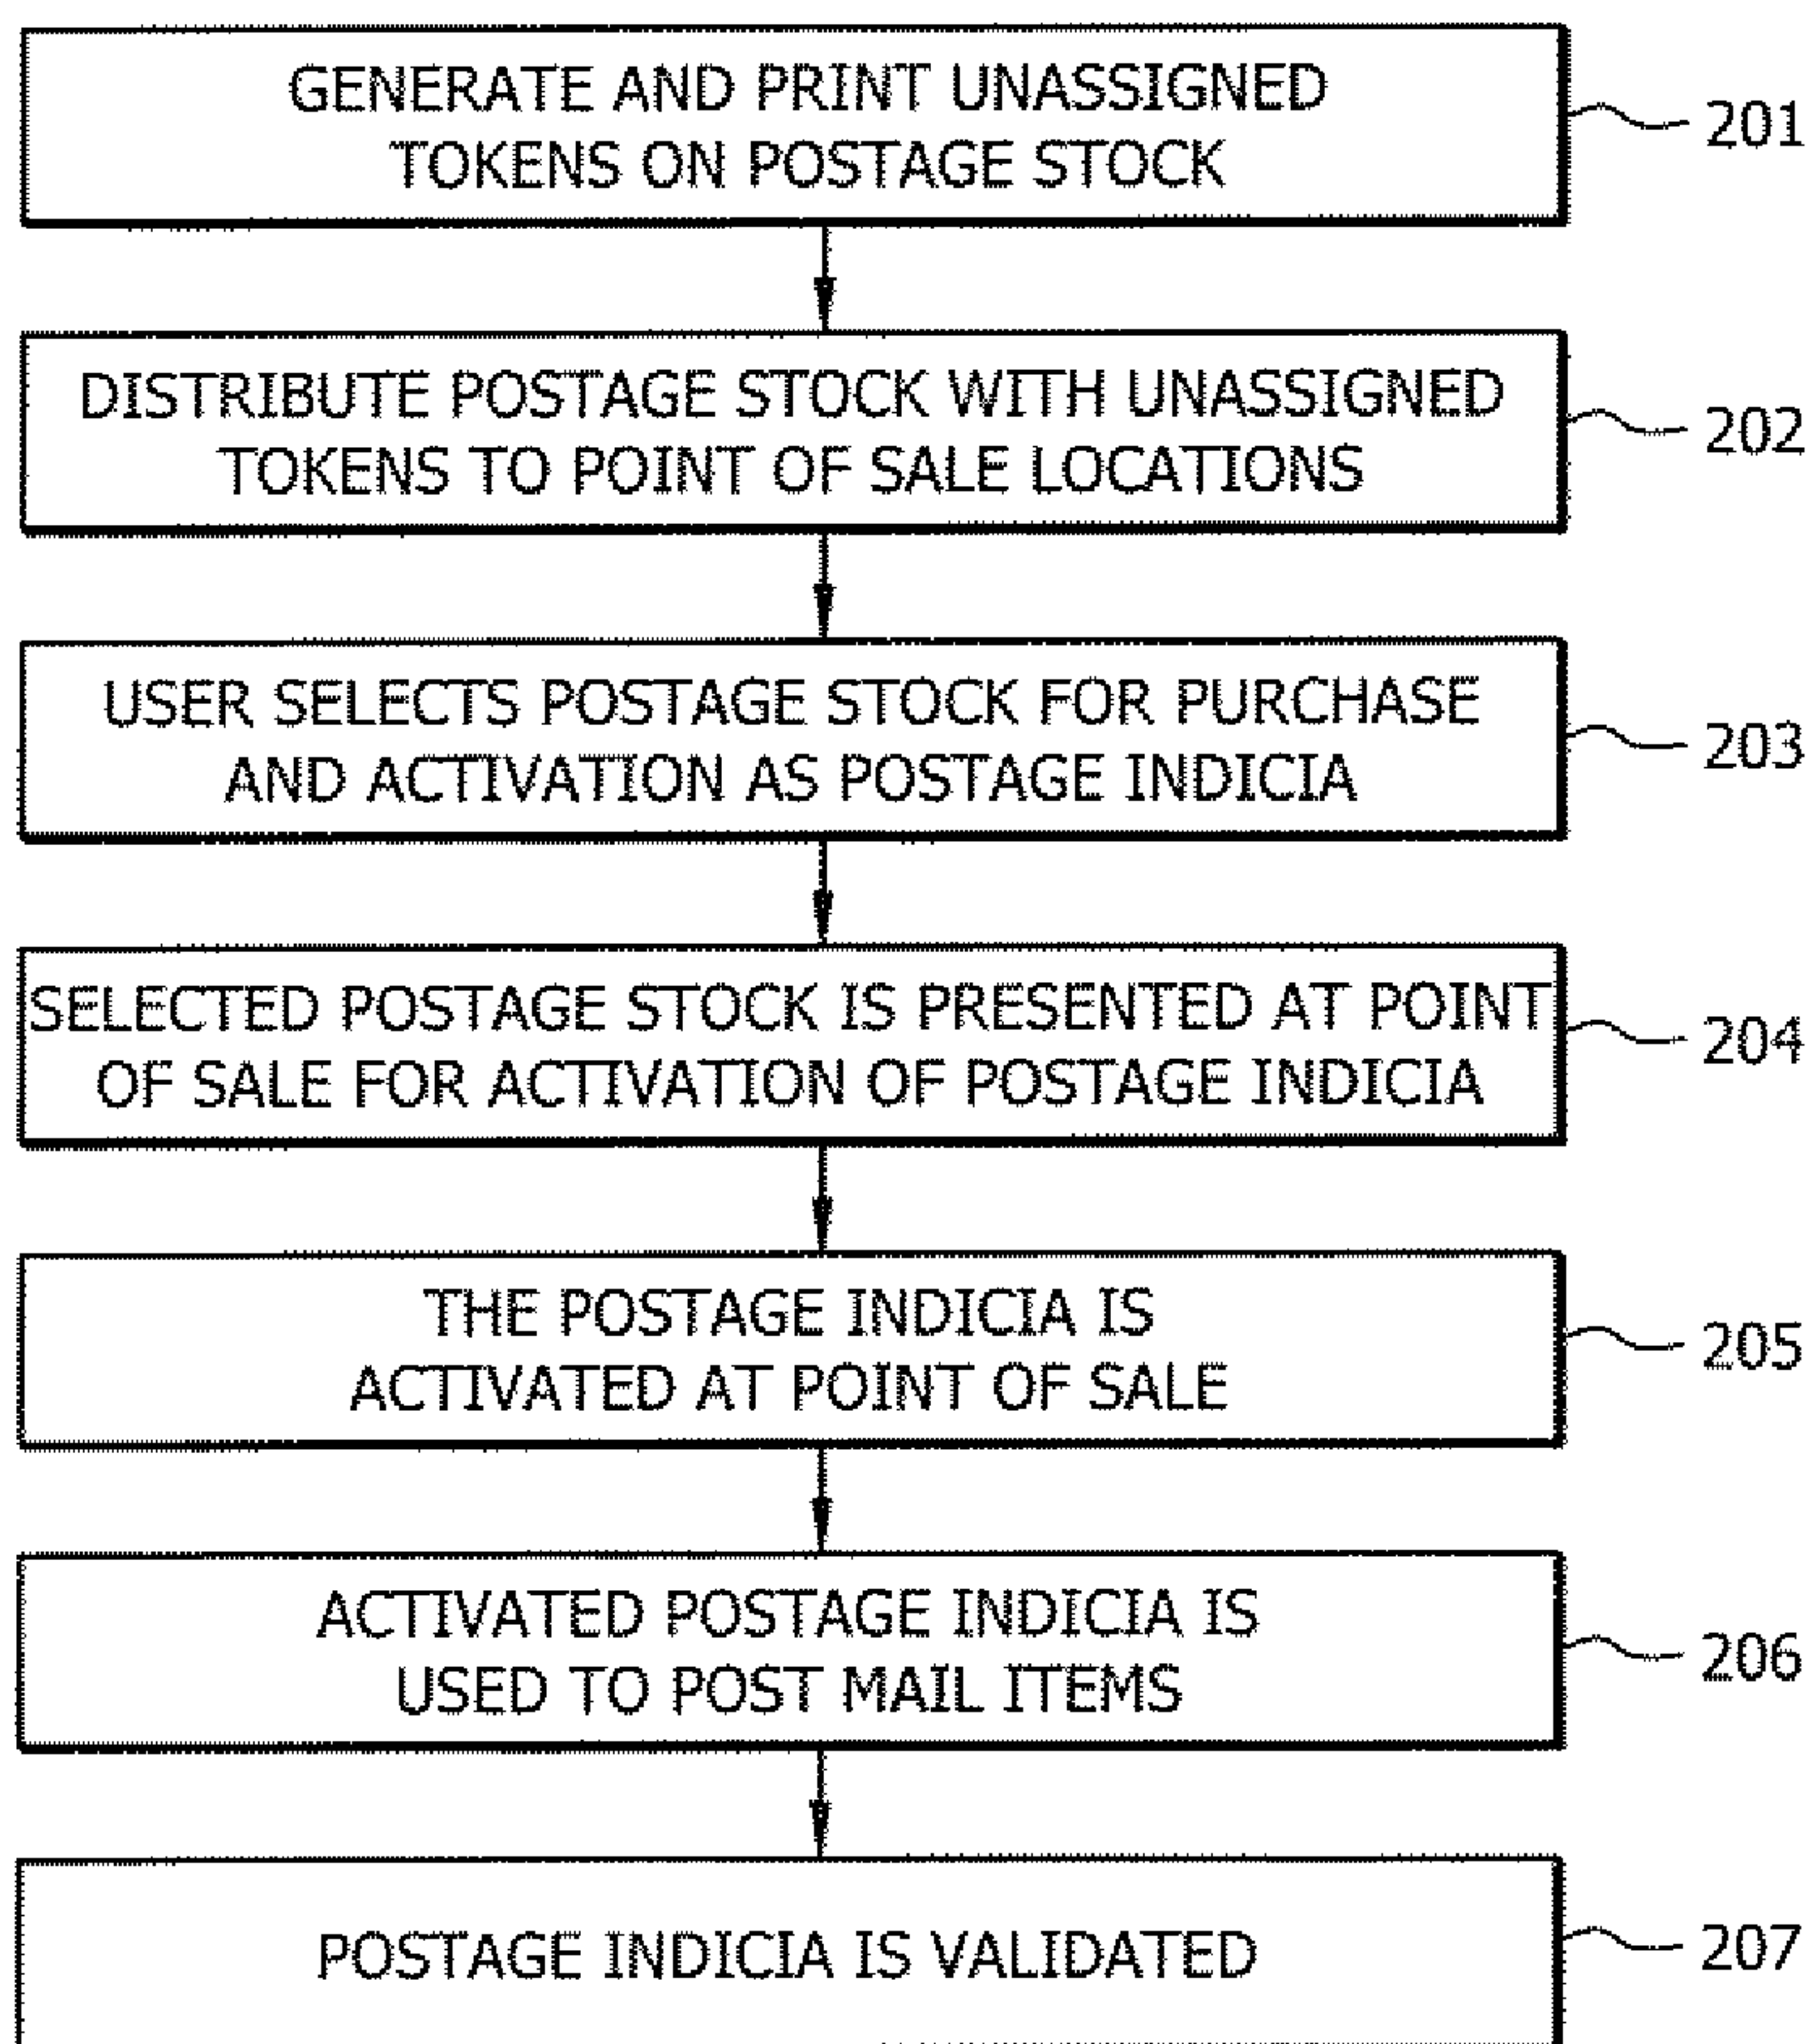 GENERATE AND PRINT UNASSIGNED
TOKENS ON POSTAGE STOCK
201
DISTRIBUTE POSTAGE STOCK WITH UNASSIGNED
TOKENS TO POINT OF SALE LOCATIONS
202
USER SELECTS POSTAGE STOCK FOR PURCHASE
AND ACTIVATION AS POSTAGE INDICIA
203
SELECTED POSTAGE STOCK IS PRESENTED AT POINT
OF SALE FOR ACTIVATION OF POSTAGE INDICIA
204
THE POSTAGE INDICIA IS
ACTIVATED AT POINT OF SALE
205
ACTIVATED POSTAGE INDICIA IS
USED TO POST MAIL ITEMS
206
POSTAGE INDICIA IS VALIDATED
207